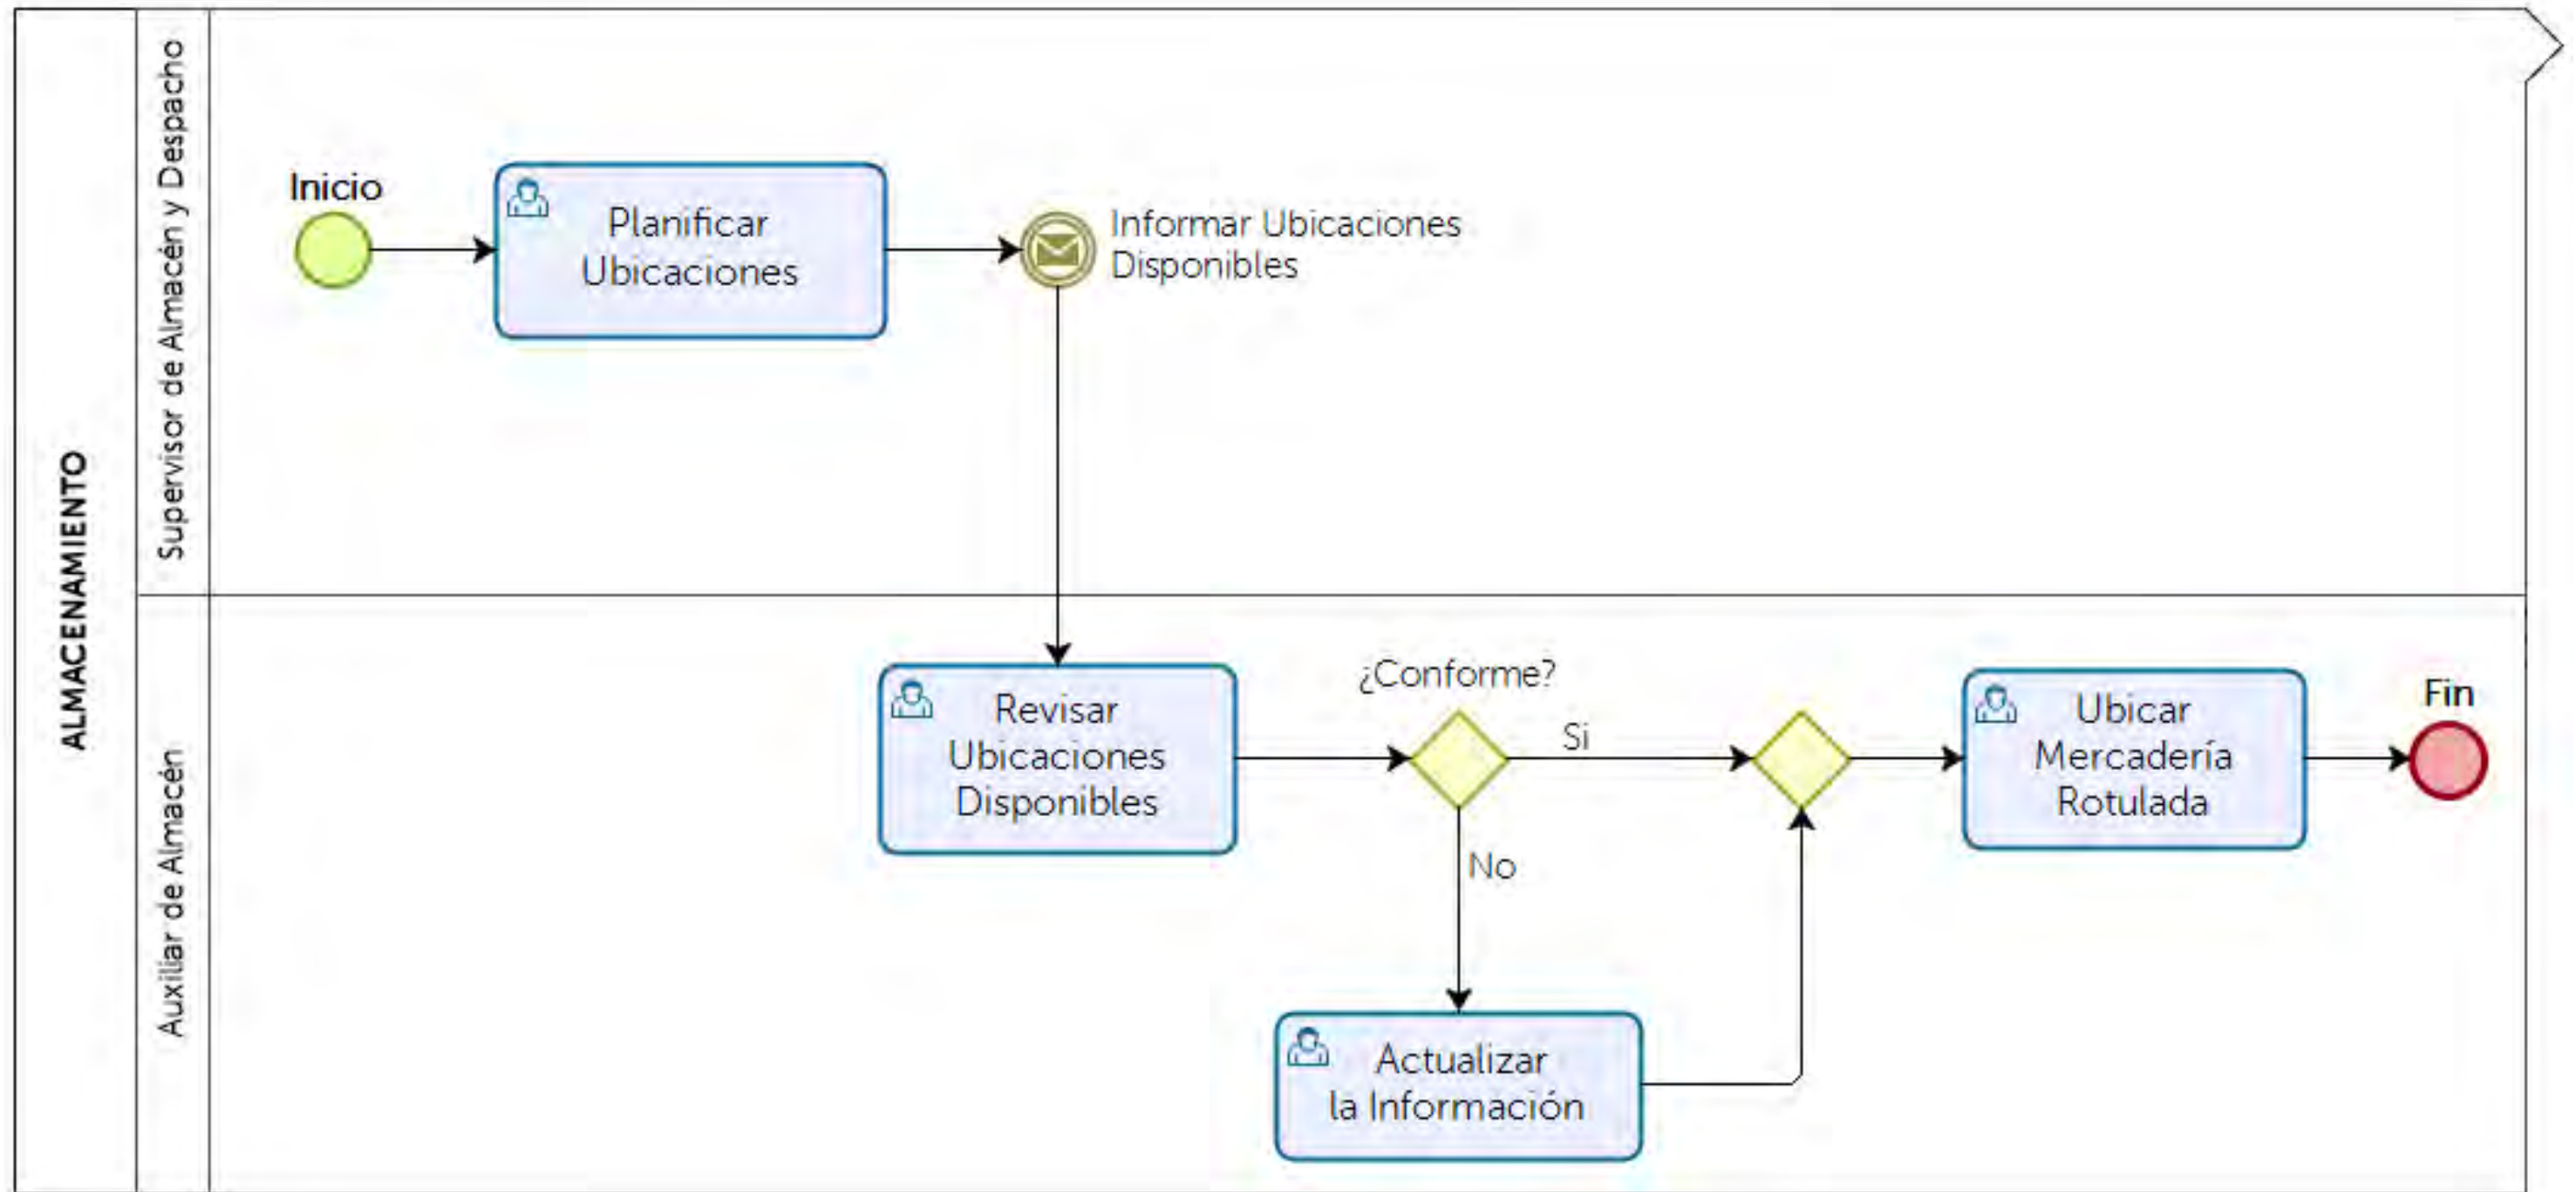 ALMACENAMIENTO
Supervisor de Almacén y Despacho
Inicio
Planificar
Ubicaciones
Informar Ubicaciones
Disponibles
Auxiliar de Almacén
Revisar
Ubicaciones
Disponibles
¿Conforme?
Si
No
Actualizar
la Información
Ubicar
Mercadería
Rotulada
Fin